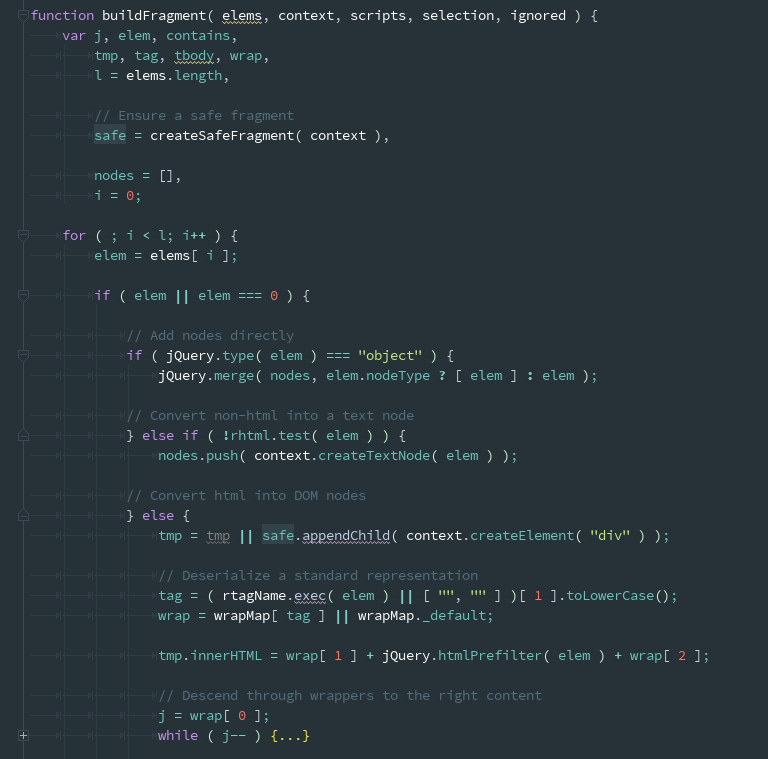 function buildFragment( elems, context, scripts, selection, ignored ) {
    var j, elem, contains,
        tmp, tag, tbody, wrap,
        l = elems.length,

        // Ensure a safe fragment
        safe = createSafeFragment( context ),

        nodes = [],
        i = 0;

    for ( ; i < l; i++ ) {
        elem = elems[ i ];

        if ( elem || elem === 0 ) {

            // Add nodes directly
            if ( jQuery.type( elem ) === "object" ) {
                jQuery.merge( nodes, elem.nodeType ? [ elem ] : elem );

            // Convert non-html into a text node
            } else if ( !rhtml.test( elem ) ) {
                nodes.push( context.createTextNode( elem ) );

            // Convert html into DOM nodes
            } else {
                tmp = tmp || safe.appendChild( context.createElement( "div" ) );

                // Deserialize a standard representation
                tag = ( rtagName.exec( elem ) || [ "", "" ] )[ 1 ].toLowerCase();
                wrap = wrapMap[ tag ] || wrapMap._default;

                tmp.innerHTML = wrap[ 1 ] + jQuery.htmlPrefilter( elem ) + wrap[ 2 ];

                // Descend through wrappers to the right content
                j = wrap[ 0 ];
                while ( j-- ) {...}